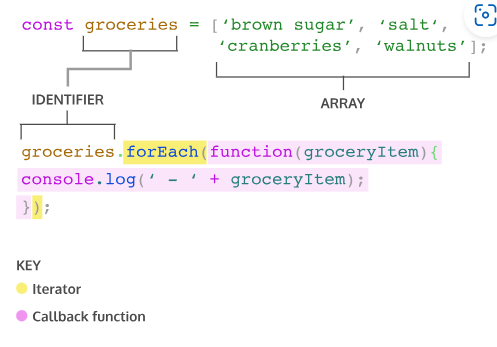 const groceries = [‘brown sugar’, ‘salt‘,
‘cranberries’, ‘walnuts’];
IDENTIFIER
ARRAY
groceries.forEach(function(groceryItem){
console.log(‘ - ‘ + groceryItem);
});
KEY
Iterator
Callback function